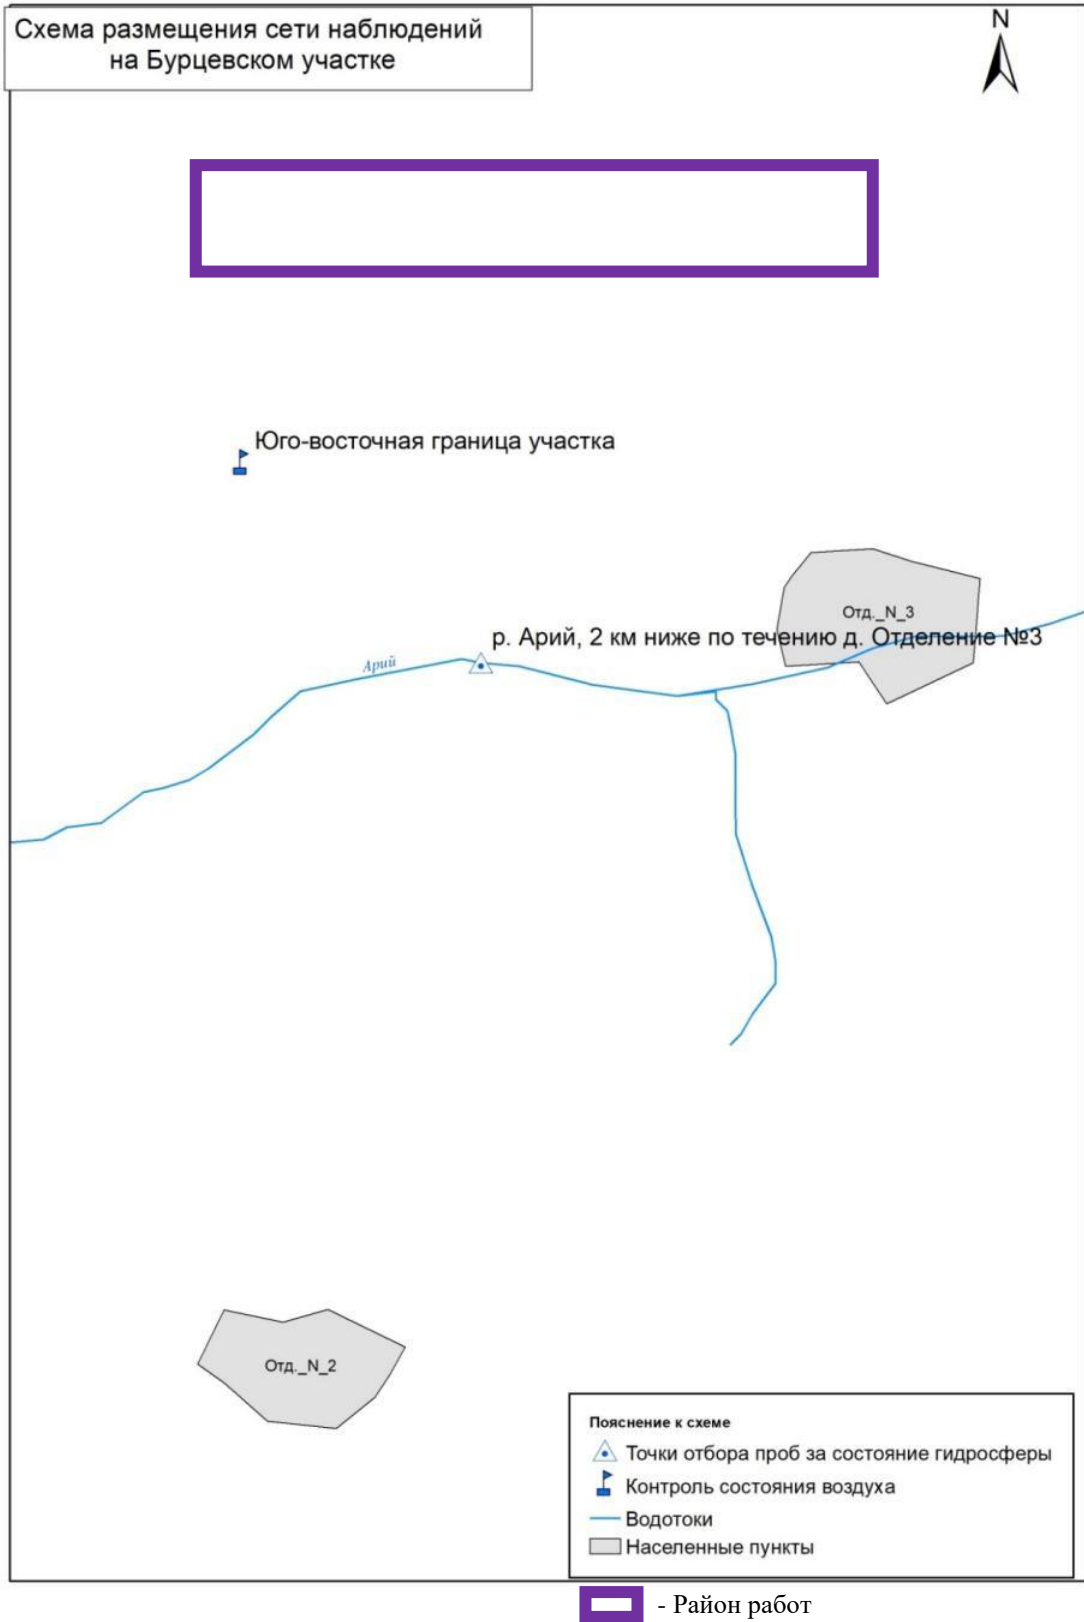 Схема размещения сети наблюдений
на Бурцевском участке
N
Юго-восточная граница участка
Отд._N_3
р. Арий, 2 км ниже по течению д. Отделение №3
Арий
Отд._N_2
Пояснение к схеме
Точки отбора проб за состояние гидросферы
Контроль состояния воздуха
Водотоки
Населенные пункты
- Район работ